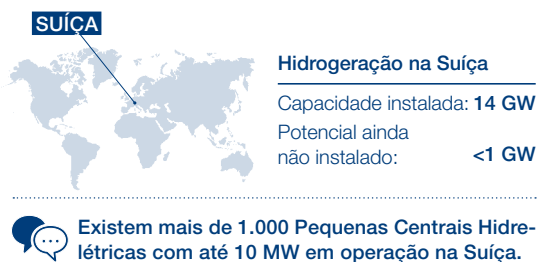 SUÍÇA
Hidrogeração na Suíça
Capacidade instalada: 14 GW
Potencial ainda
não instalado: <1 GW
Existem mais de 1.000 Pequenas Centrais Hidre-
létricas com até 10 MW em operação na Suíça.